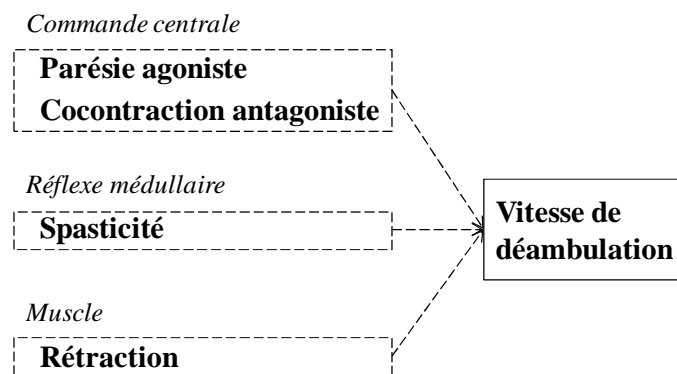 Commande centrale
Parésie agoniste
Cocontraction antagoniste
Réflexe médullaire
Spasticité
Vitesse de
déambulation
Muscle
Rétraction